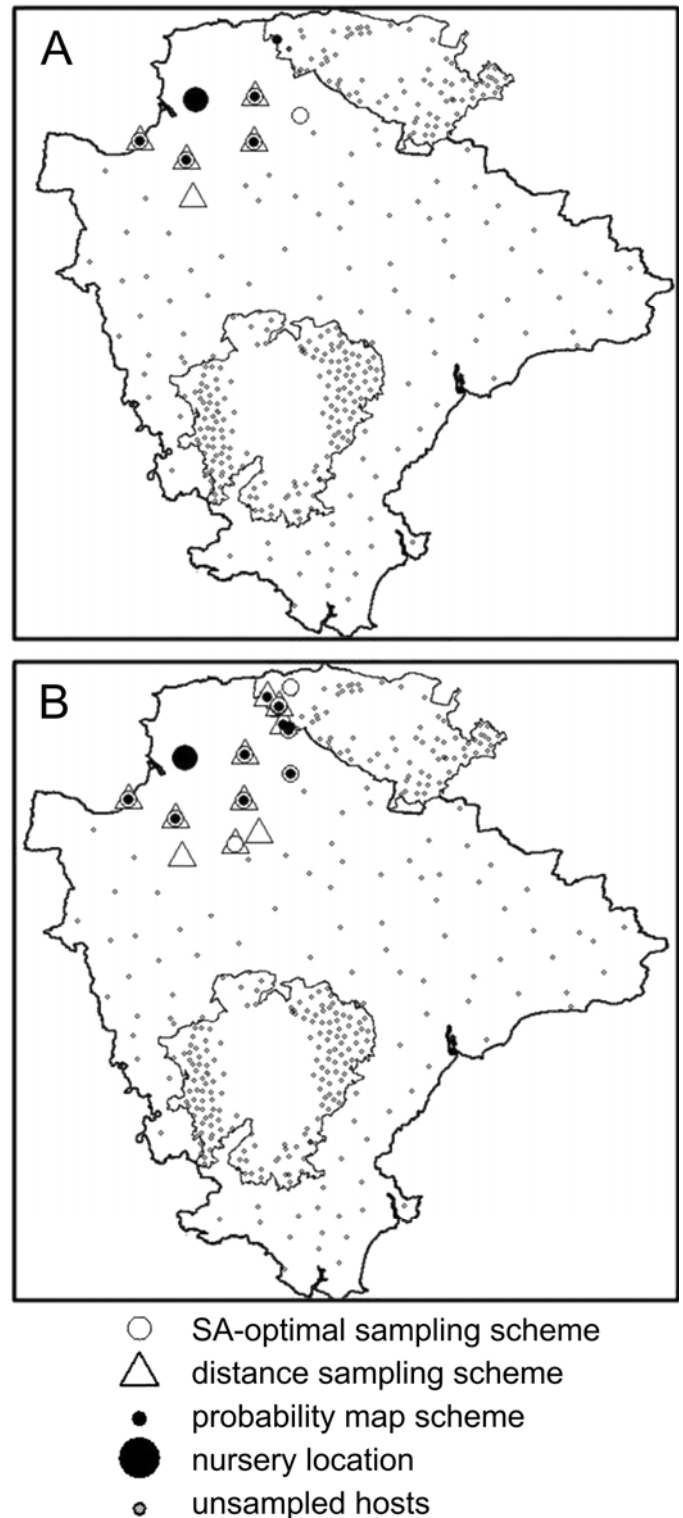 A
B
SA-optimal sampling scheme
distance sampling scheme
probability map scheme
nursery location
unsampled hosts